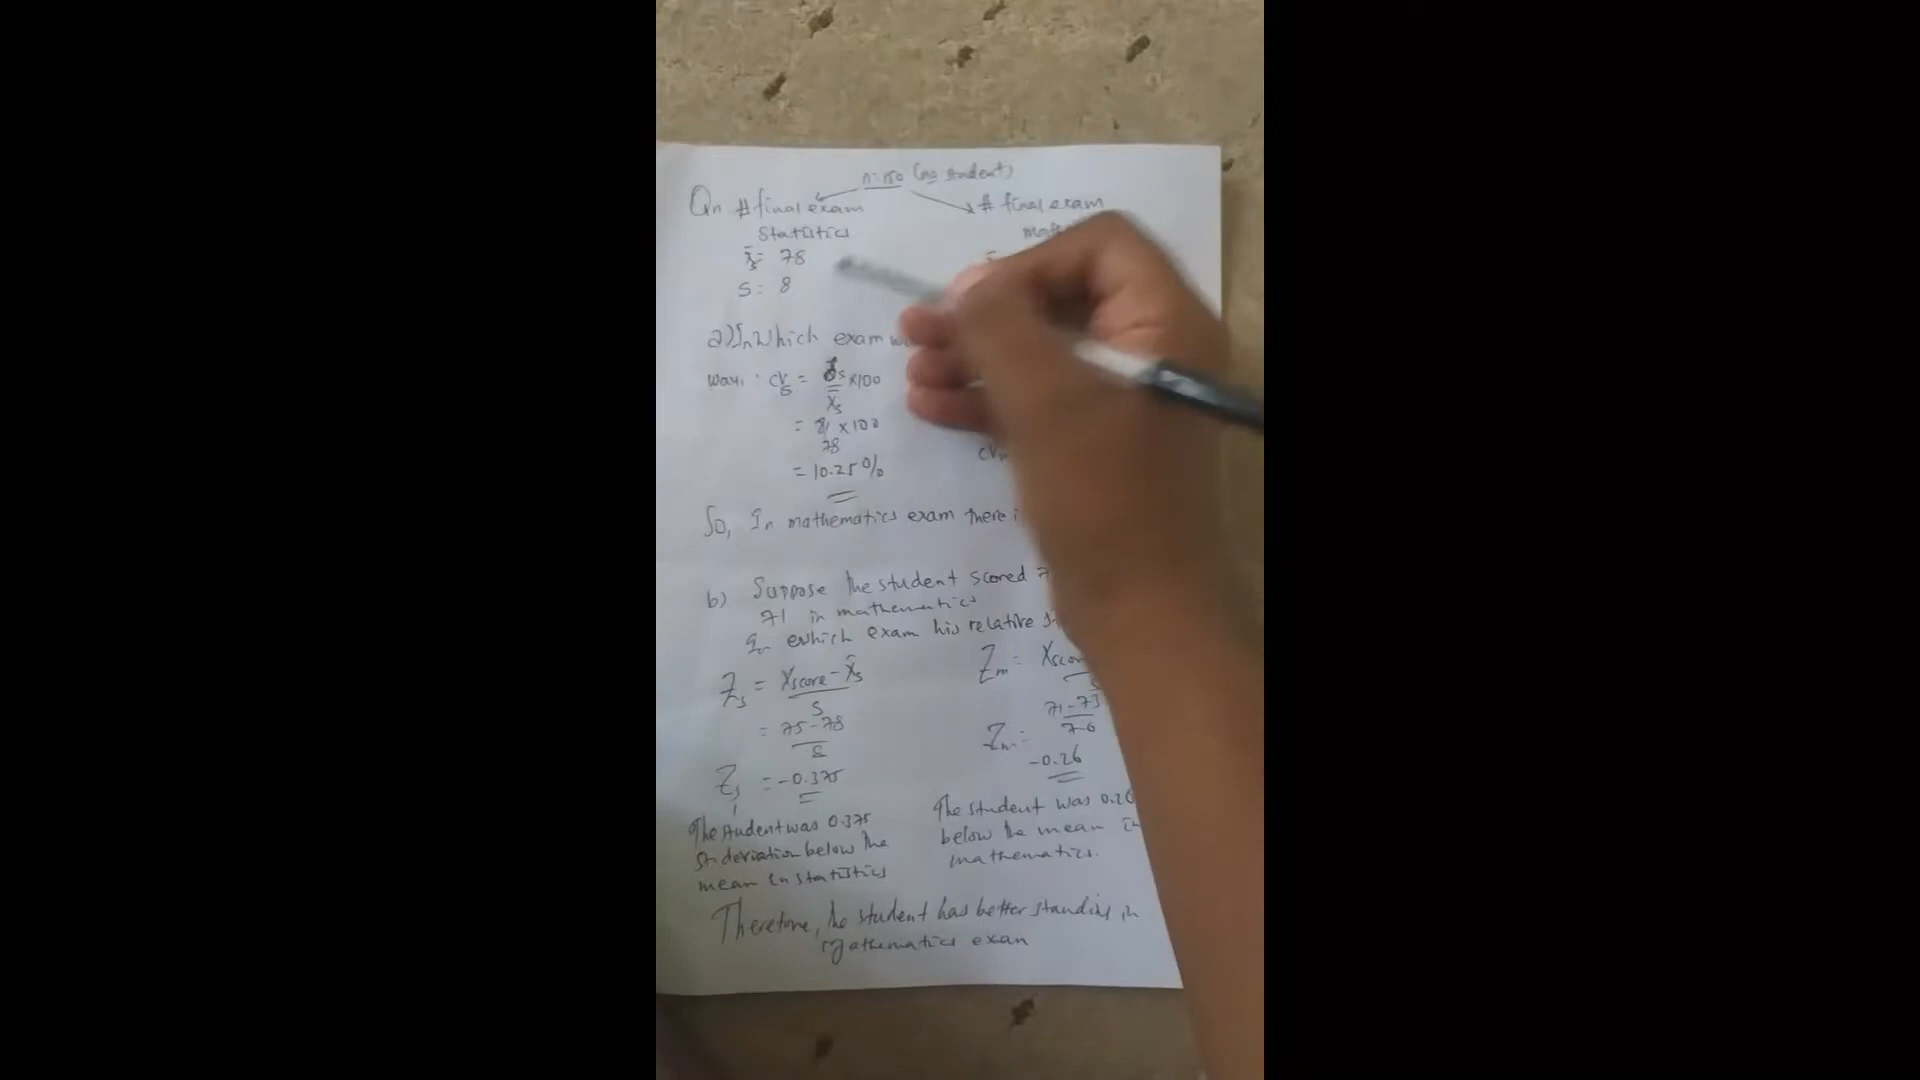 n=150 (no student)
Qn #final exam
Statistics
x̄s= 78
S= 8
# final exam
a) In Which exam
way1 CVs = Ss/x̄s ×100
= 8/78 ×100
= 10.25%
So, In mathematics exam there i
b) Suppose the student scored 7
71 in mathematics
In which exam his relative s
Zs = Xscore - x̄s
S
= 75-78
8
Zs = -0.375
The student was 0.375
St deviation below the
mean in statistics
Zm = Xscor
71-73
Zm= 7.6
-0.26
The student was 0.26
below the mean in
mathematics.
Therefore, the student has better standing in
mathematics exam